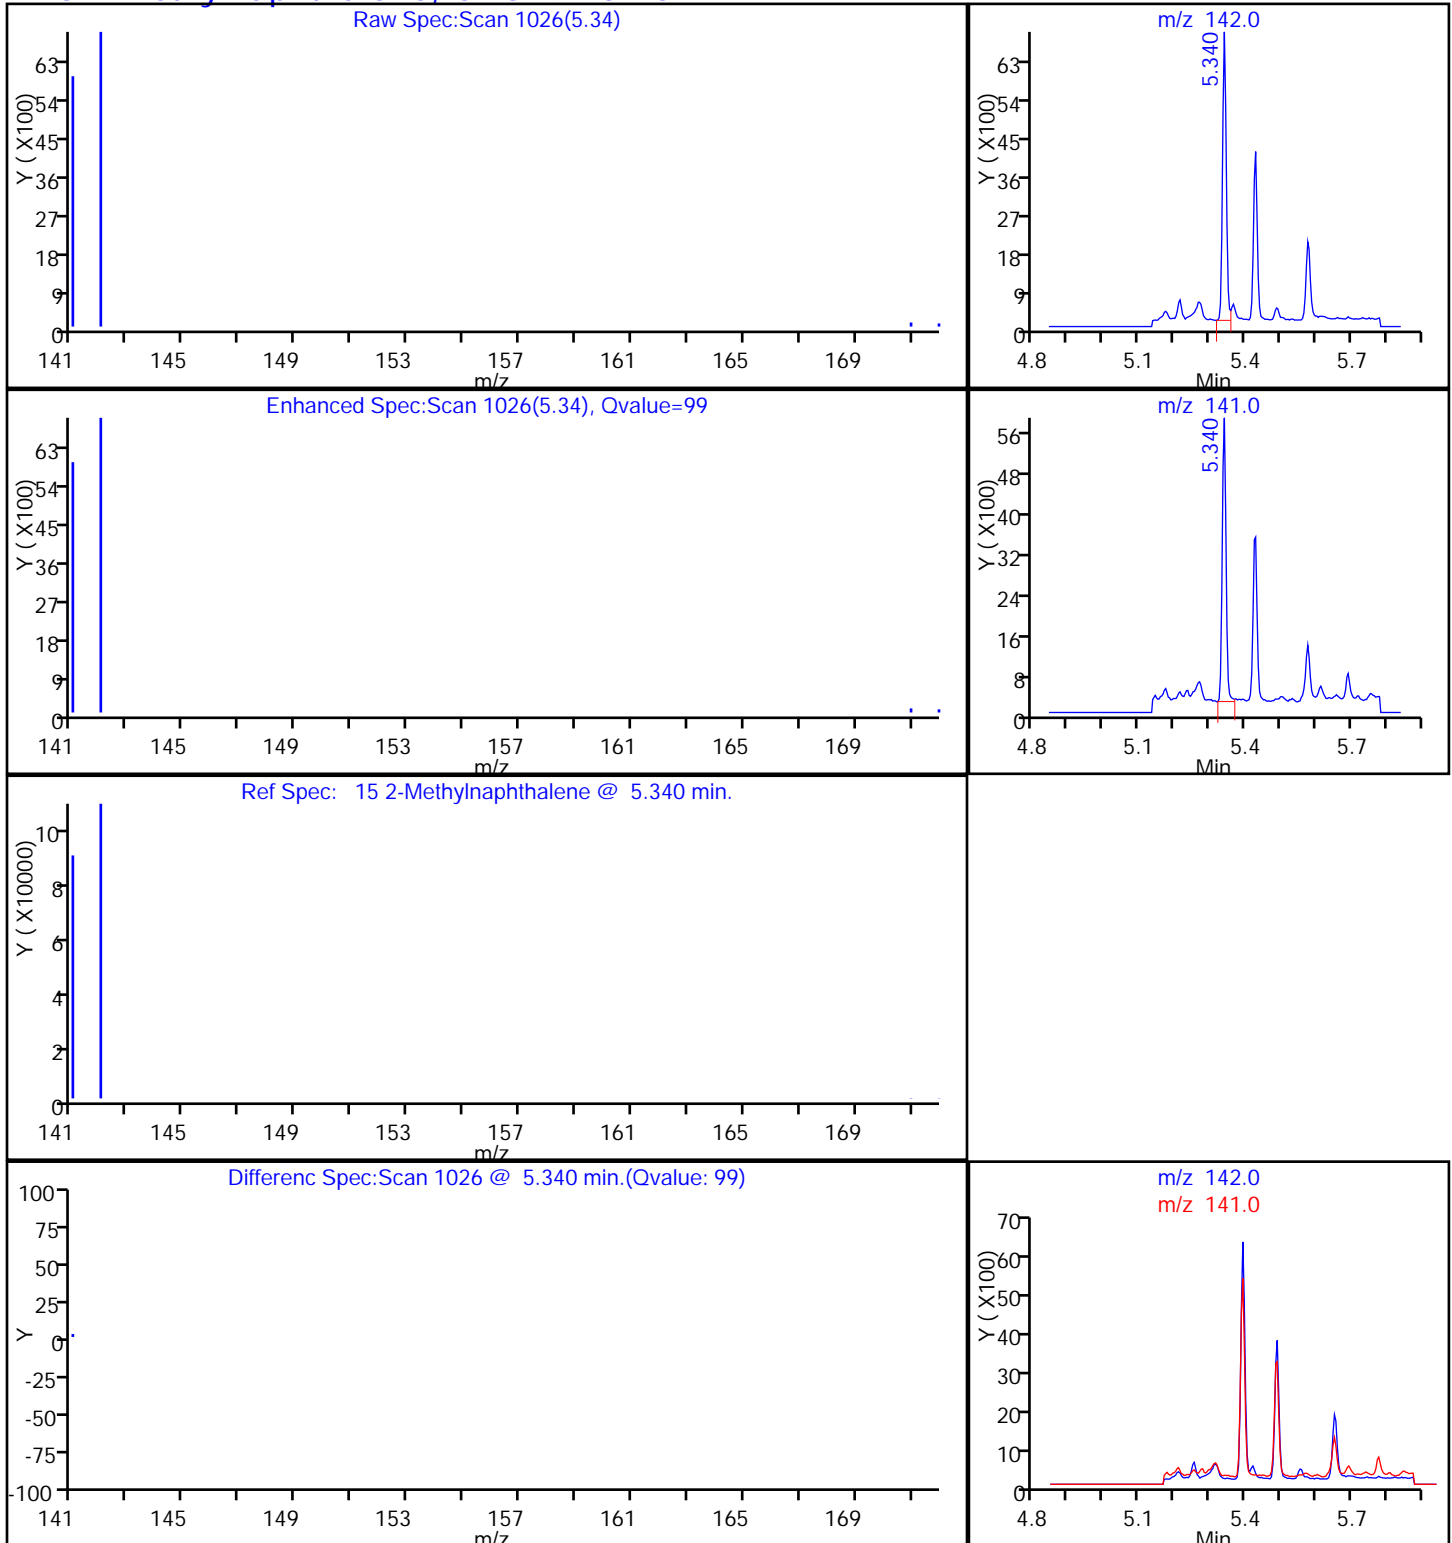 Raw Spec:Scan 1026(5.34)
Y ( X100)
63
54
45
36
27
18
9
0
141 145 149 153 157 161 165 169
m/z
m/z 142.0
5.340
Y ( X100)
63
54
45
36
27
18
9
0
4.8 5.1 5.4 5.7
Min
Enhanced Spec:Scan 1026(5.34), Qvalue=99
Y ( X100)
63
54
45
36
27
18
9
0
141 145 149 153 157 161 165 169
m/z
m/z 141.0
5.340
Y ( X100)
56
48
40
32
24
16
8
0
4.8 5.1 5.4 5.7
Min
Ref Spec: 15 2-Methylnaphthalene @ 5.340 min.
Y ( X10000)
10
8
6
4
2
0
141 145 149 153 157 161 165 169
m/z
Differenc Spec:Scan 1026 @ 5.340 min.(Qvalue: 99)
Y
100
75
50
25
0
-25
-50
-75
-100
141 145 149 153 157 161 165 169
m/z
m/z 142.0
m/z 141.0
Y ( X100)
70
60
50
40
30
20
10
0
4.8 5.1 5.4 5.7
Min